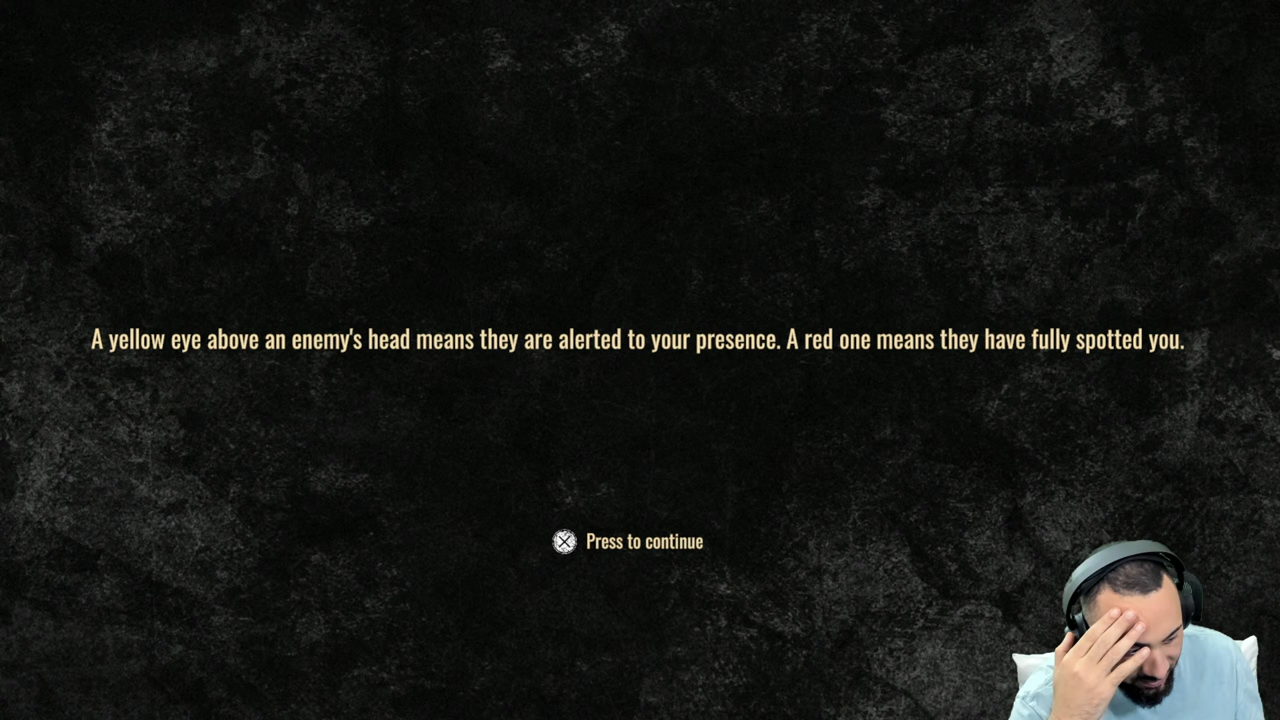 A yellow eye above an enemy's head means they are alerted to your presence. A red one means they have fully spotted you.
Press to continue